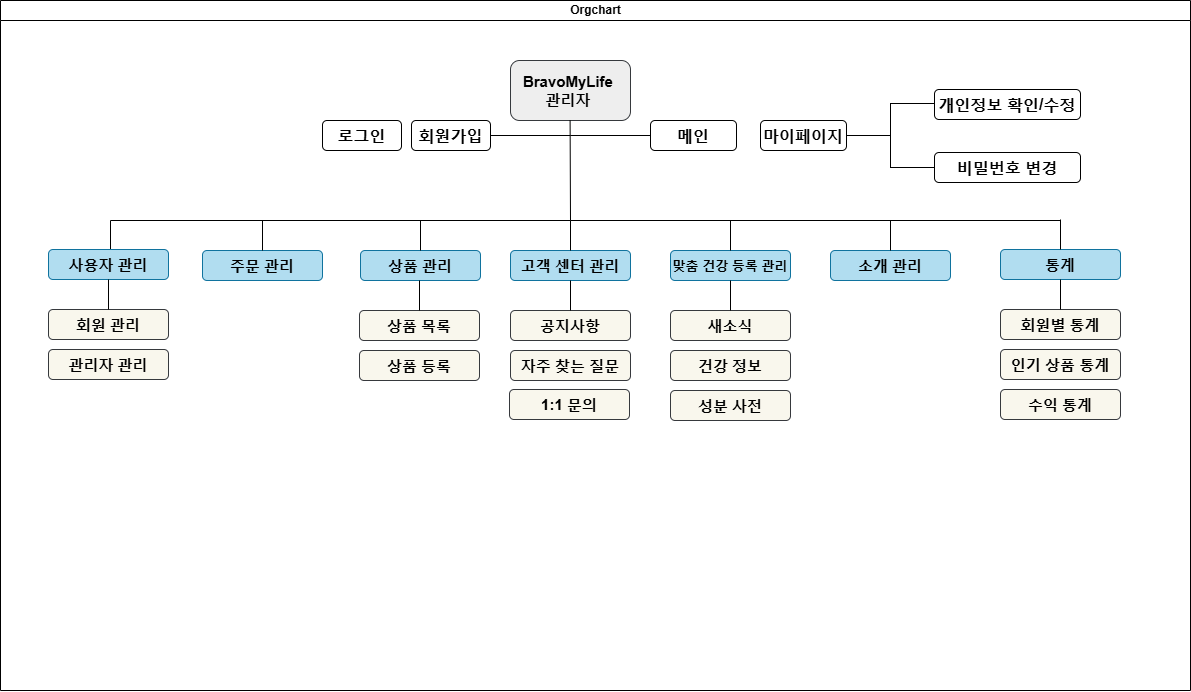 Orgchart
BravoMyLife
관리자
로그인
회원가입
메인
마이페이지
개인정보 확인/수정
비밀번호 변경
사용자 관리
주문 관리
상품 관리
고객 센터 관리
맞춤 건강 등록 관리
소개 관리
통계
회원 관리
상품 목록
공지사항
새소식
회원별 통계
관리자 관리
상품 등록
자주 찾는 질문
건강 정보
인기 상품 통계
1:1 문의
성분 사전
수익 통계